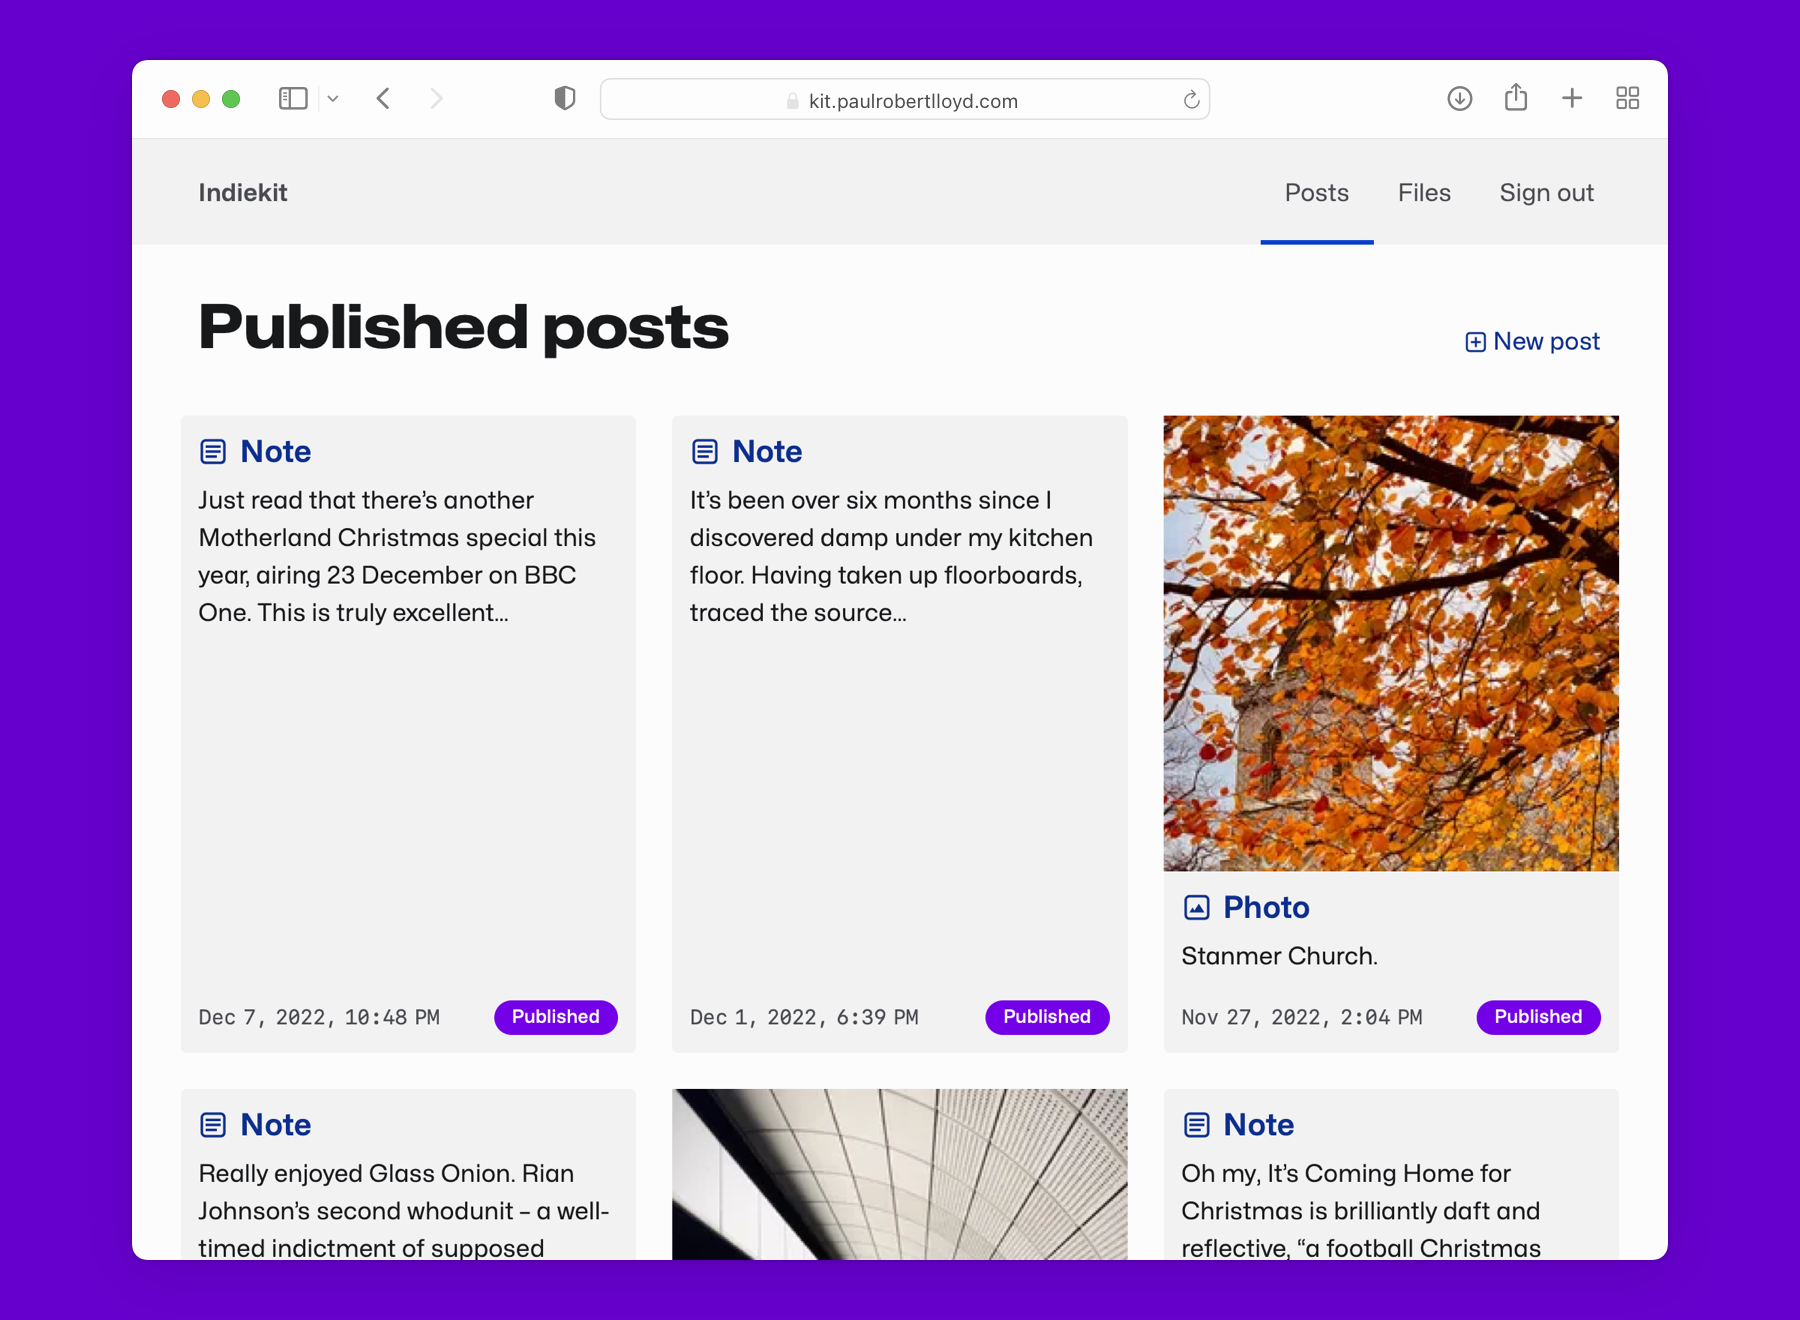 kit.paulrobertlloyd.com
Indiekit
Posts
Files
Sign out
Published posts
New post
Note
Just read that there’s another
Motherland Christmas special this
year, airing 23 December on BBC
One. This is truly excellent…
Dec 7, 2022, 10:48 PM
Published
Note
It’s been over six months since I
discovered damp under my kitchen
floor. Having taken up floorboards,
traced the source…
Dec 1, 2022, 6:39 PM
Published
Photo
Stanmer Church.
Nov 27, 2022, 2:04 PM
Published
Note
Really enjoyed Glass Onion. Rian
Johnson’s second whodunit – a well-
timed indictment of supposed
Note
Oh my, It’s Coming Home for
Christmas is brilliantly daft and
reflective, “a football Christmas